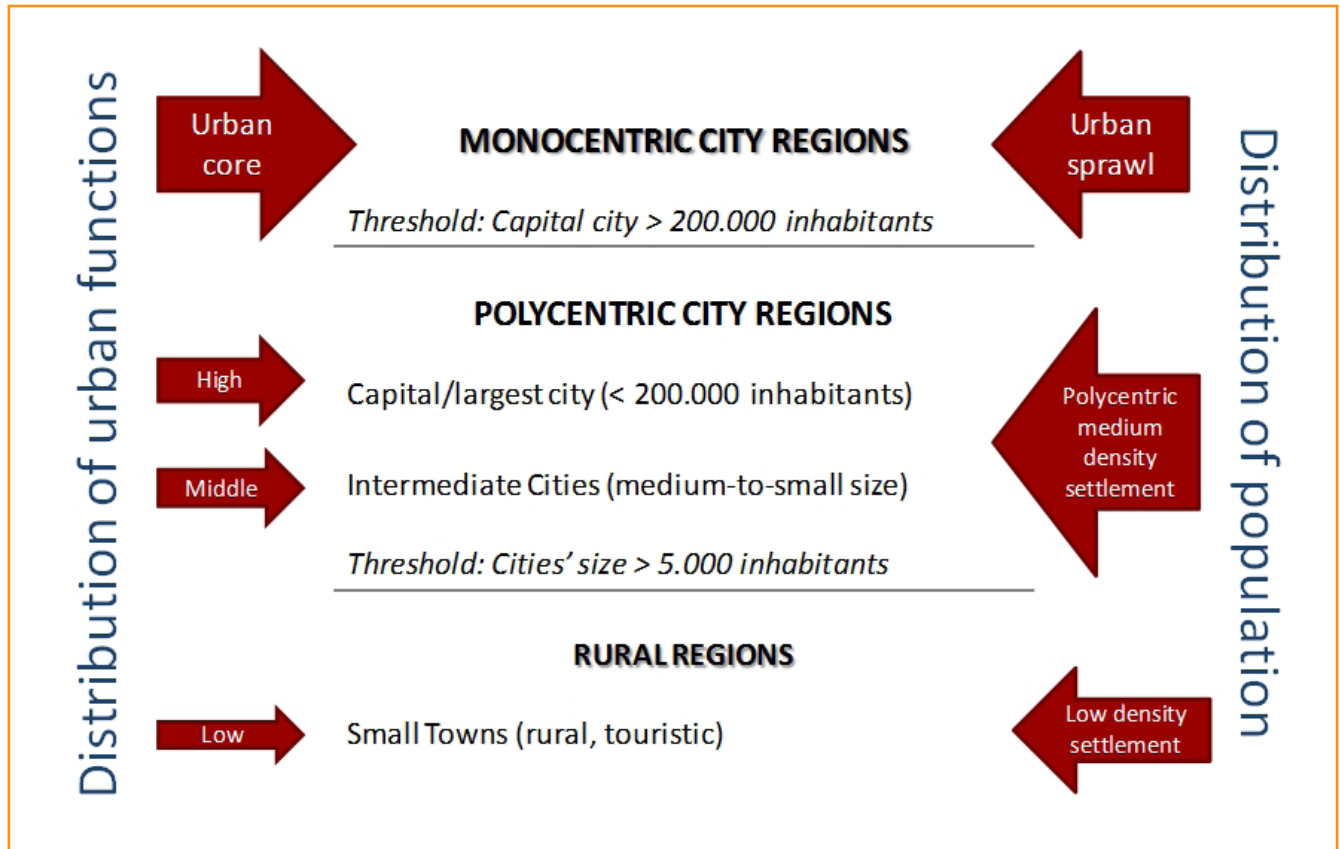 Distribution of urban functions
Urban
core
MONOCENTRIC CITY REGIONS
Urban
sprawl
Threshold: Capital city > 200.000 inhabitants
POLYCENTRIC CITY REGIONS
High
Capital/largest city (< 200.000 inhabitants)
Middle
Intermediate Cities (medium-to-small size)
Polycentric
medium
density
settlement
Threshold: Cities’ size > 5.000 inhabitants
RURAL REGIONS
Low
Small Towns (rural, touristic)
Low density
settlement
Distribution of population